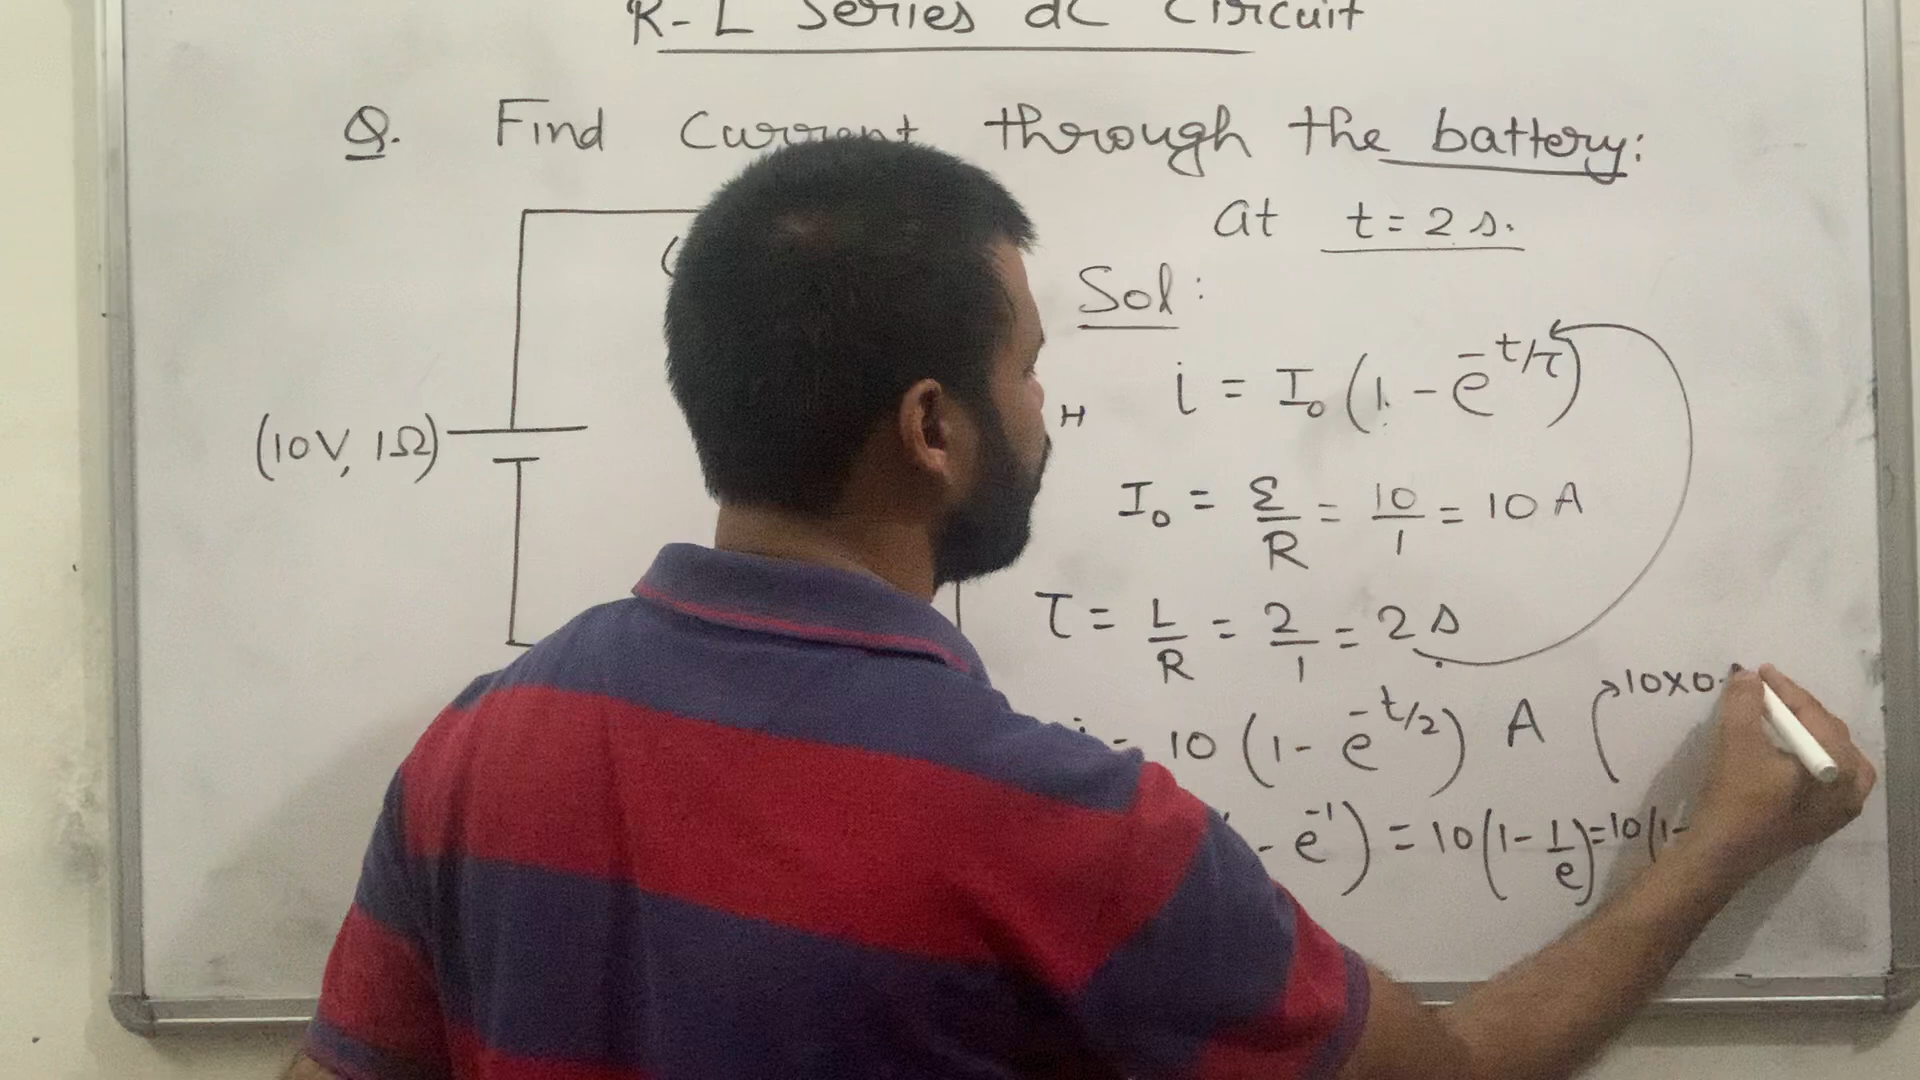 R-L Series dC Circuit
Q. Find Current through the battery:
at t = 2 s.
Sol:
(10V, 1Ω)
H
i = I₀ (1 - e^(-t/τ))
I₀ = ε/R = 10/1 = 10 A
τ = L/R = 2/1 = 2 s
i = 10 (1 - e^(-t/2)) A
10×0.
- e^(-1)) = 10(1 - 1/e) = 10(1-